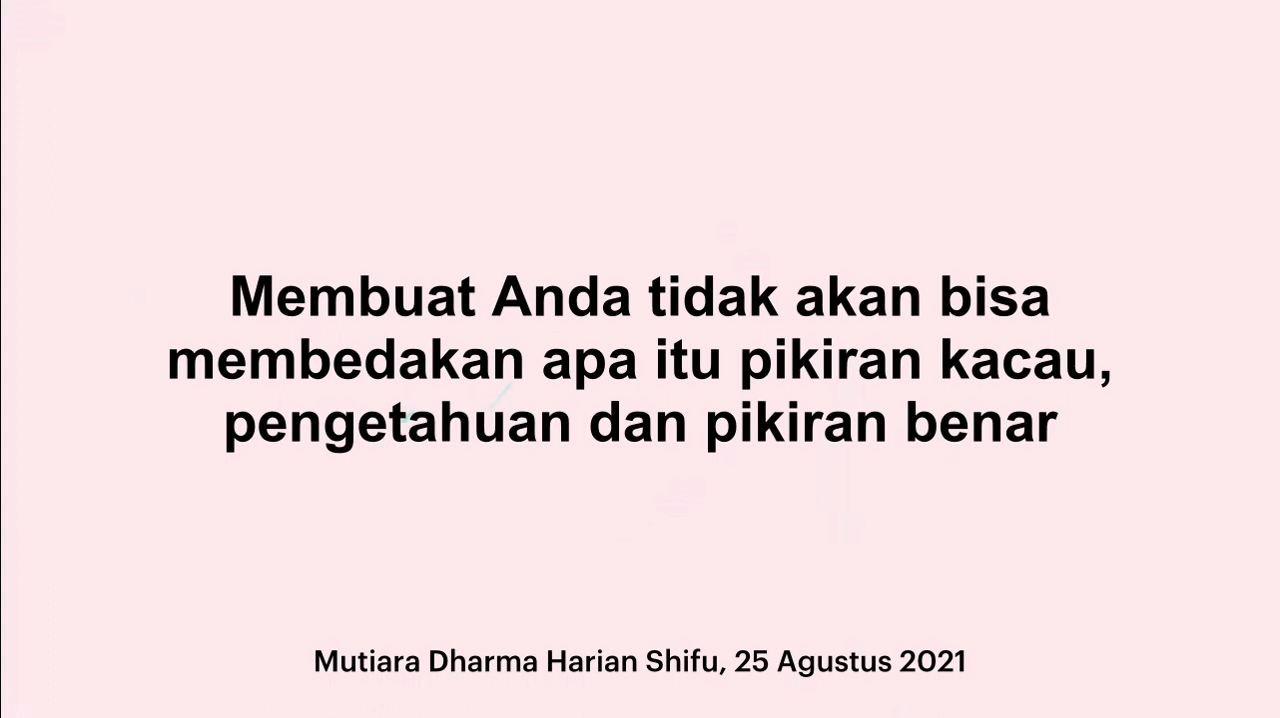 Membuat Anda tidak akan bisa
membedakan apa itu pikiran kacau,
pengetahuan dan pikiran benar
Mutiara Dharma Harian Shifu, 25 Agustus 2021